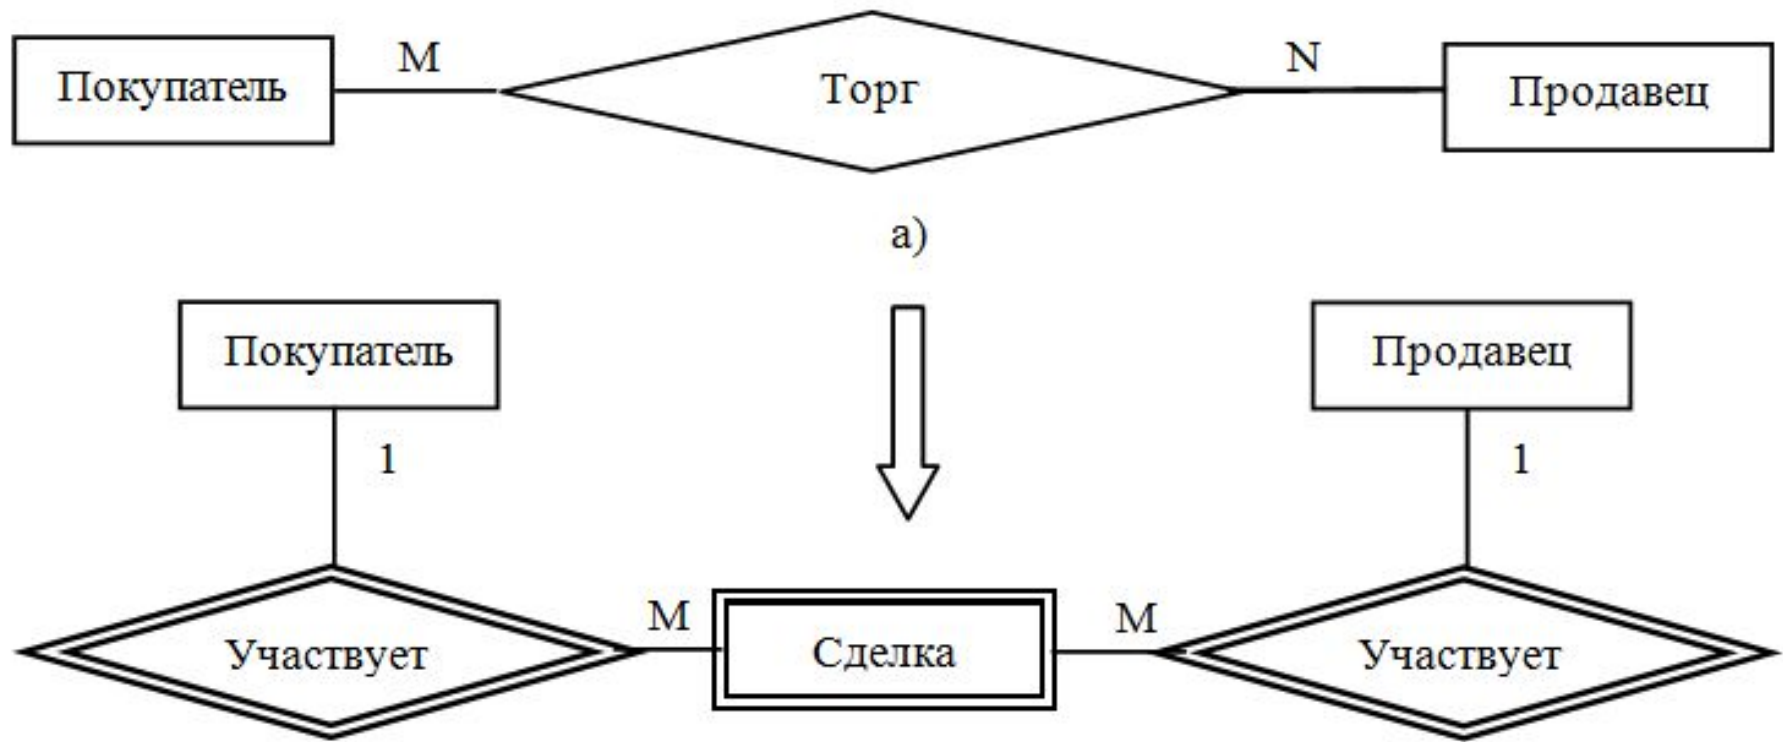 Покупатель
M
Торг
N
Продавец
а)
Покупатель
Продавец
1
1
Участвует
M
Сделка
M
Участвует